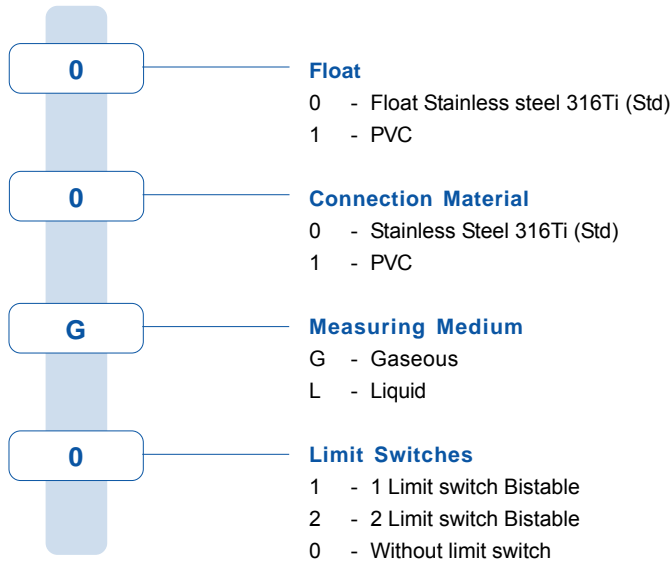 0
Float
0 - Float Stainless steel 316Ti (Std)
1 - PVC
0
Connection Material
0 - Stainless Steel 316Ti (Std)
1 - PVC
G
Measuring Medium
G - Gaseous
L - Liquid
0
Limit Switches
1 - 1 Limit switch Bistable
2 - 2 Limit switch Bistable
0 - Without limit switch